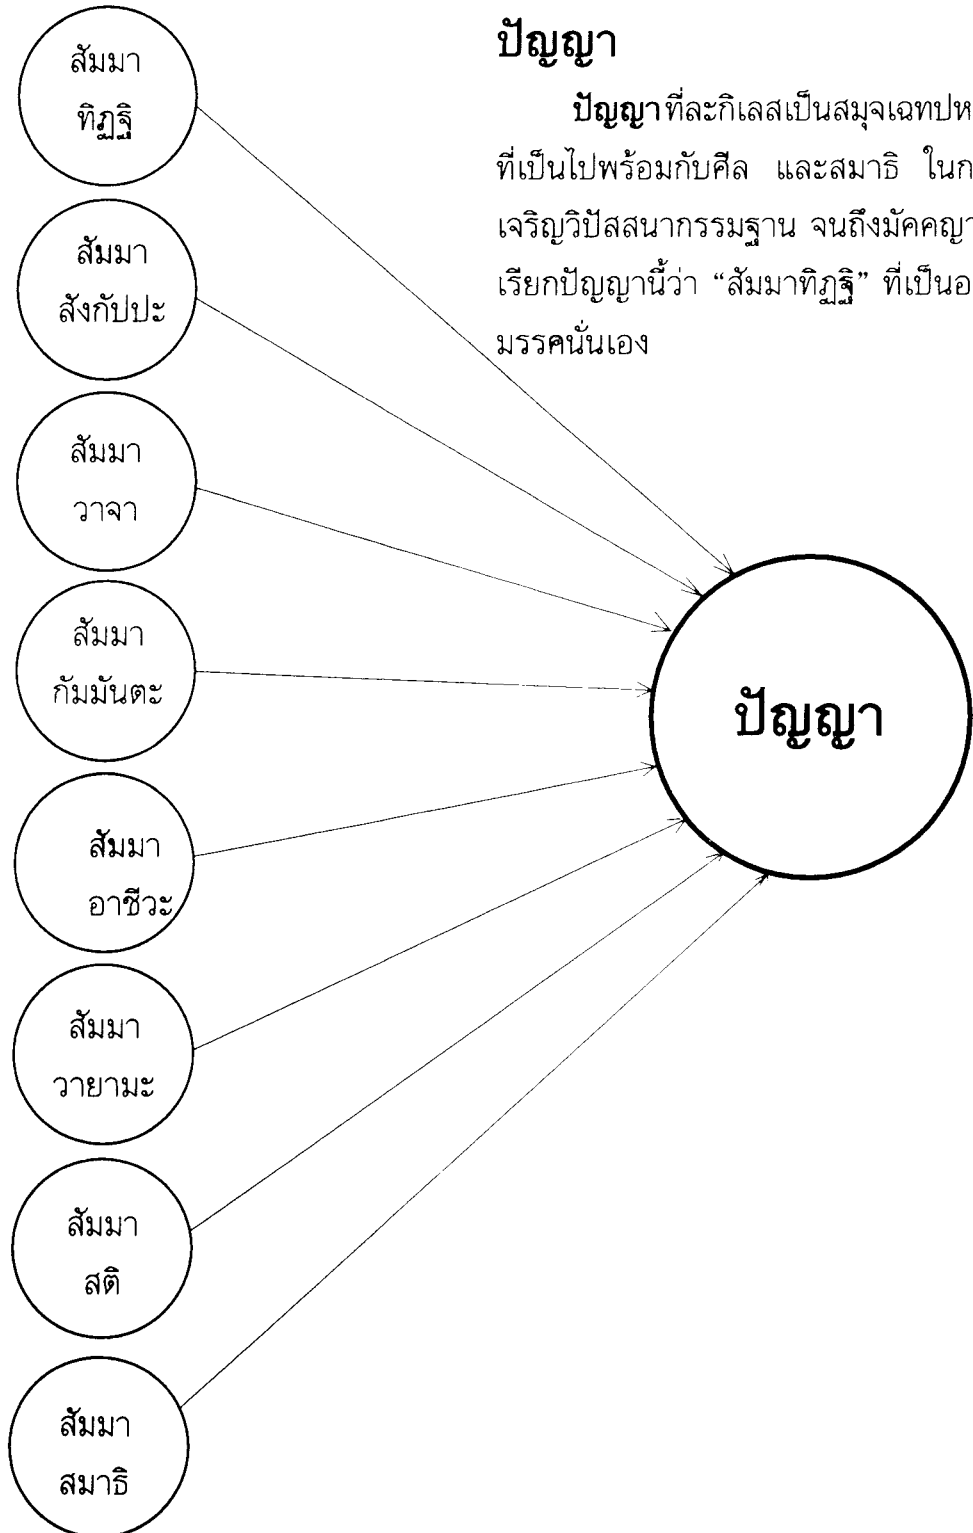 ปัญญา
ปัญญาที่ละกิเลสเป็นสมุจเฉทปห
ที่เป็นไปพร้อมกับศีล และสมาธิ ในก
เจริญวิปัสสนากรรมฐาน จนถึงมัคคญา
เรียกปัญญานี้ว่า “สัมมาทิฏฐิ” ที่เป็นอ
มรรคนั่นเอง
สัมมา
ทิฏฐิ
สัมมา
สังกัปปะ
สัมมา
วาจา
สัมมา
กัมมันตะ
สัมมา
อาชีวะ
สัมมา
วายามะ
สัมมา
สติ
สัมมา
สมาธิ
ปัญญา